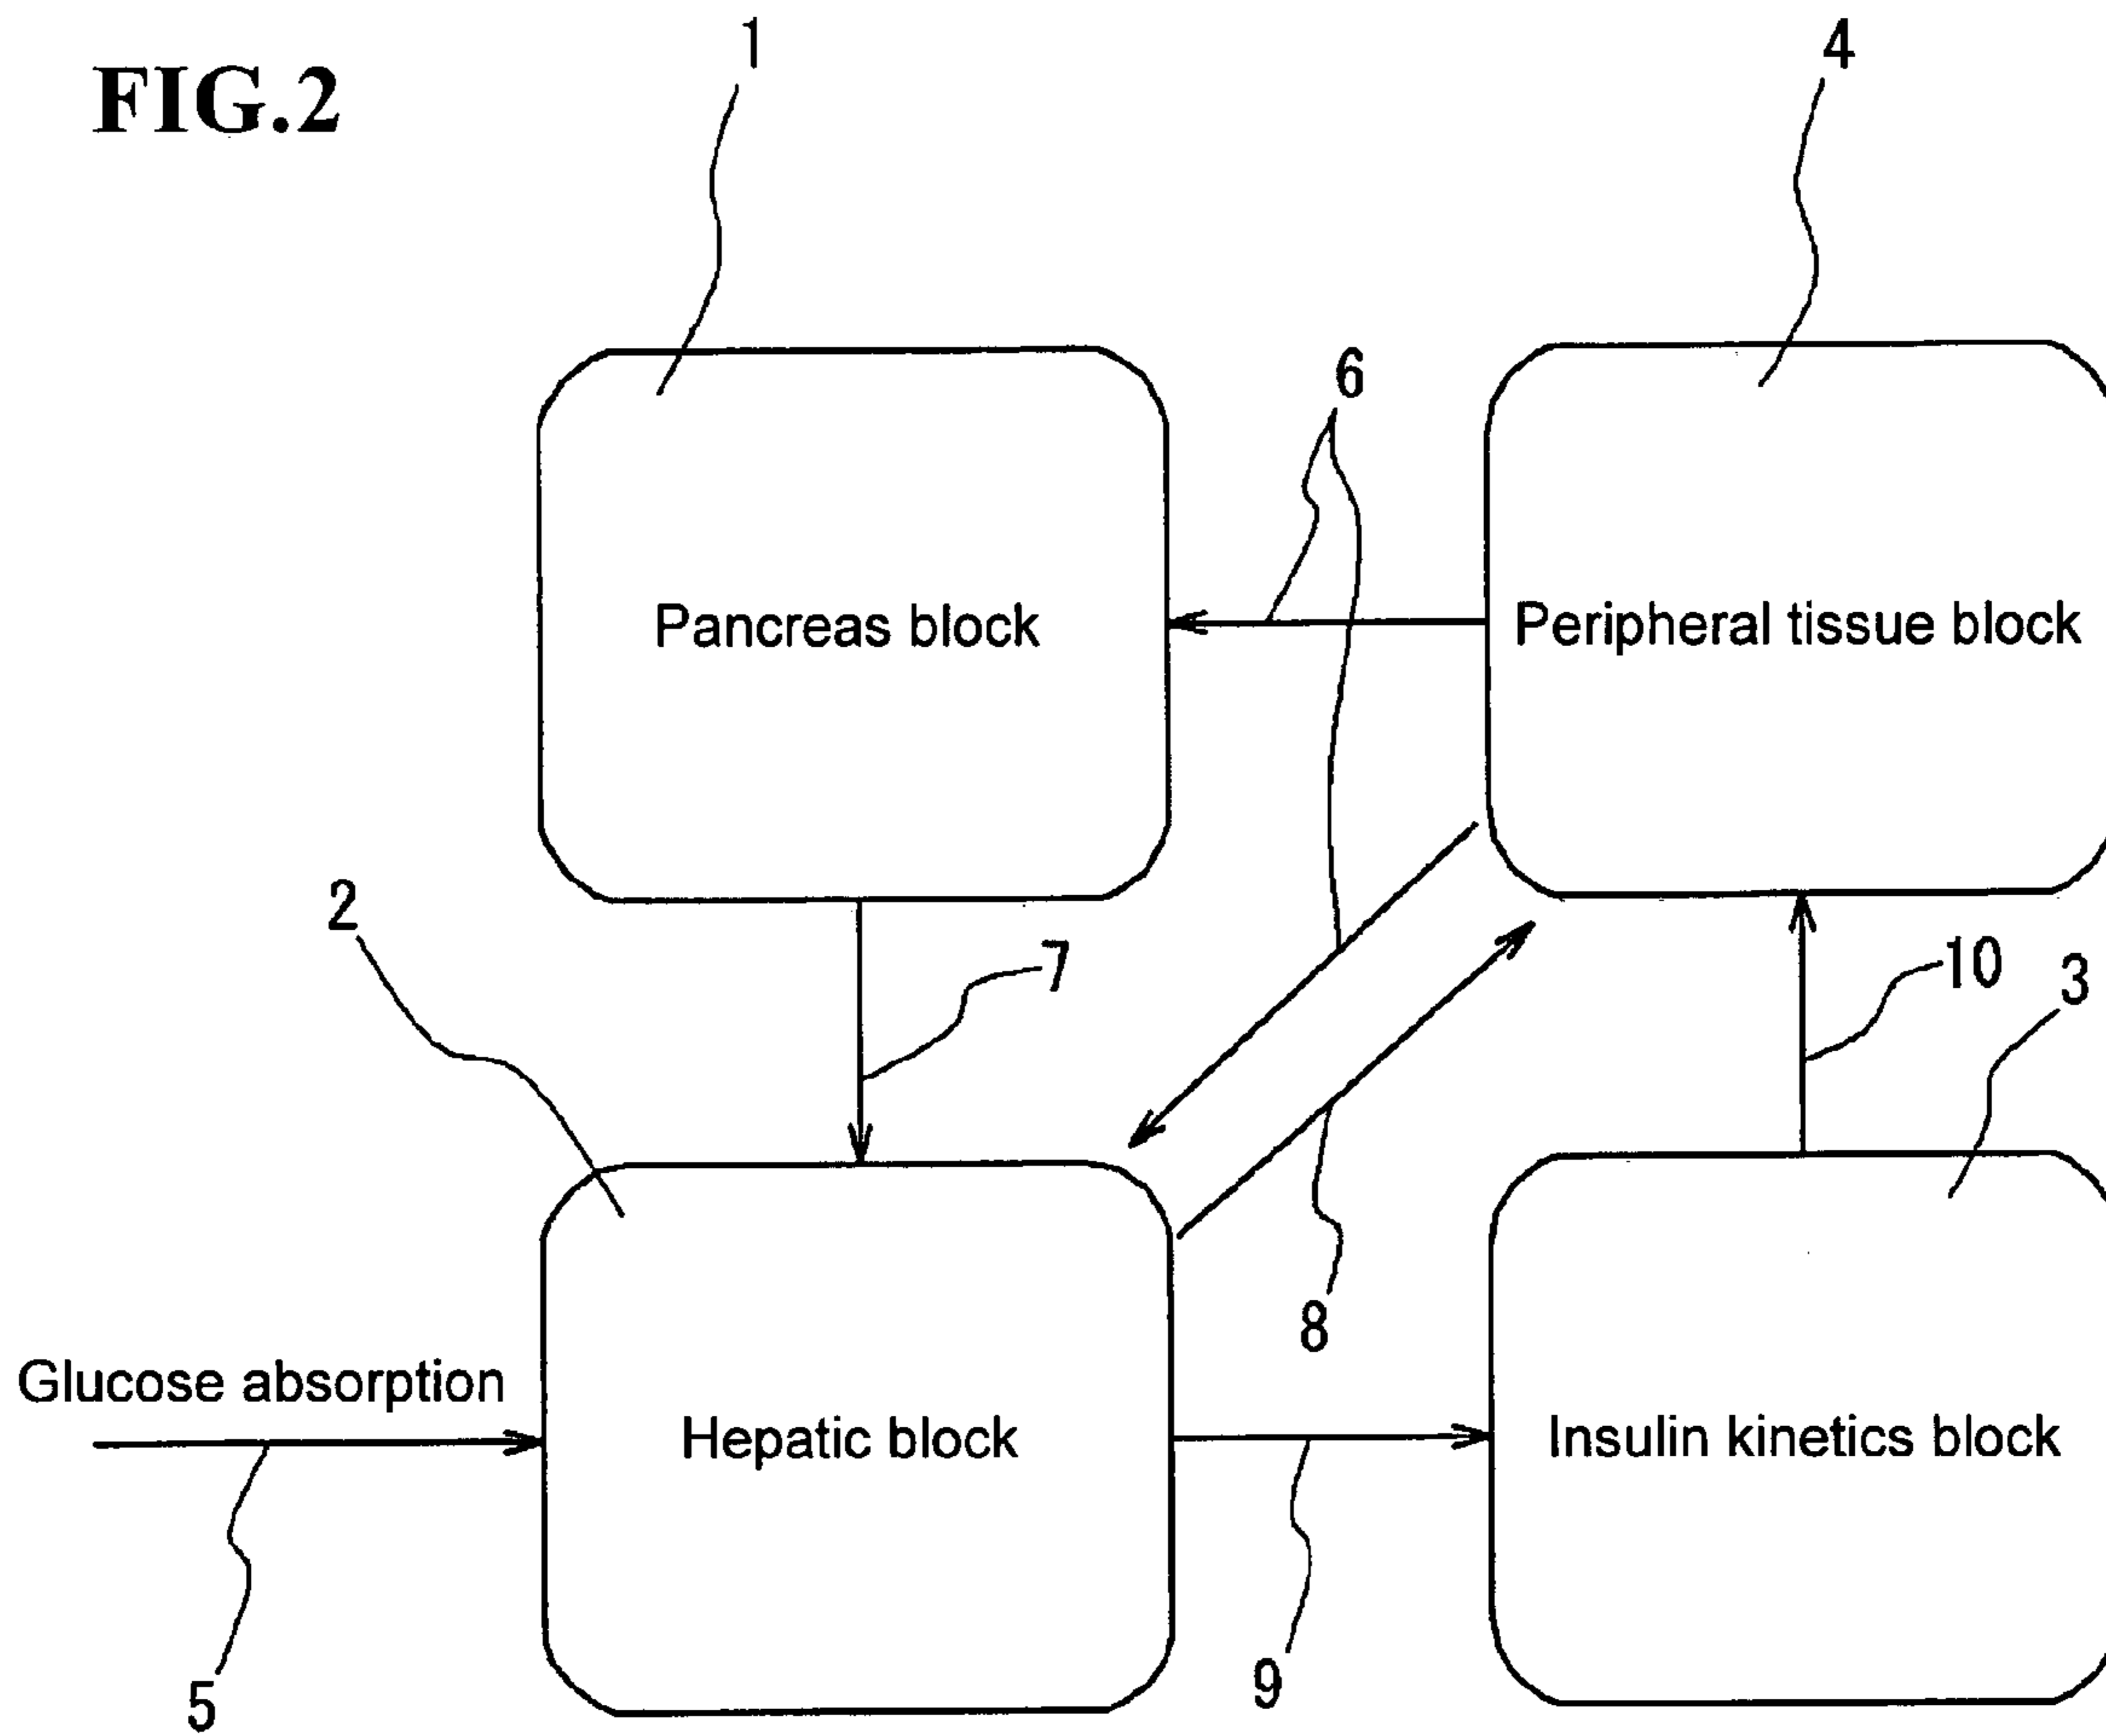 FIG.2
1
4
6
Pancreas block
Peripheral tissue block
2
7
10
3
8
Glucose absorption
Hepatic block
Insulin kinetics block
5
9